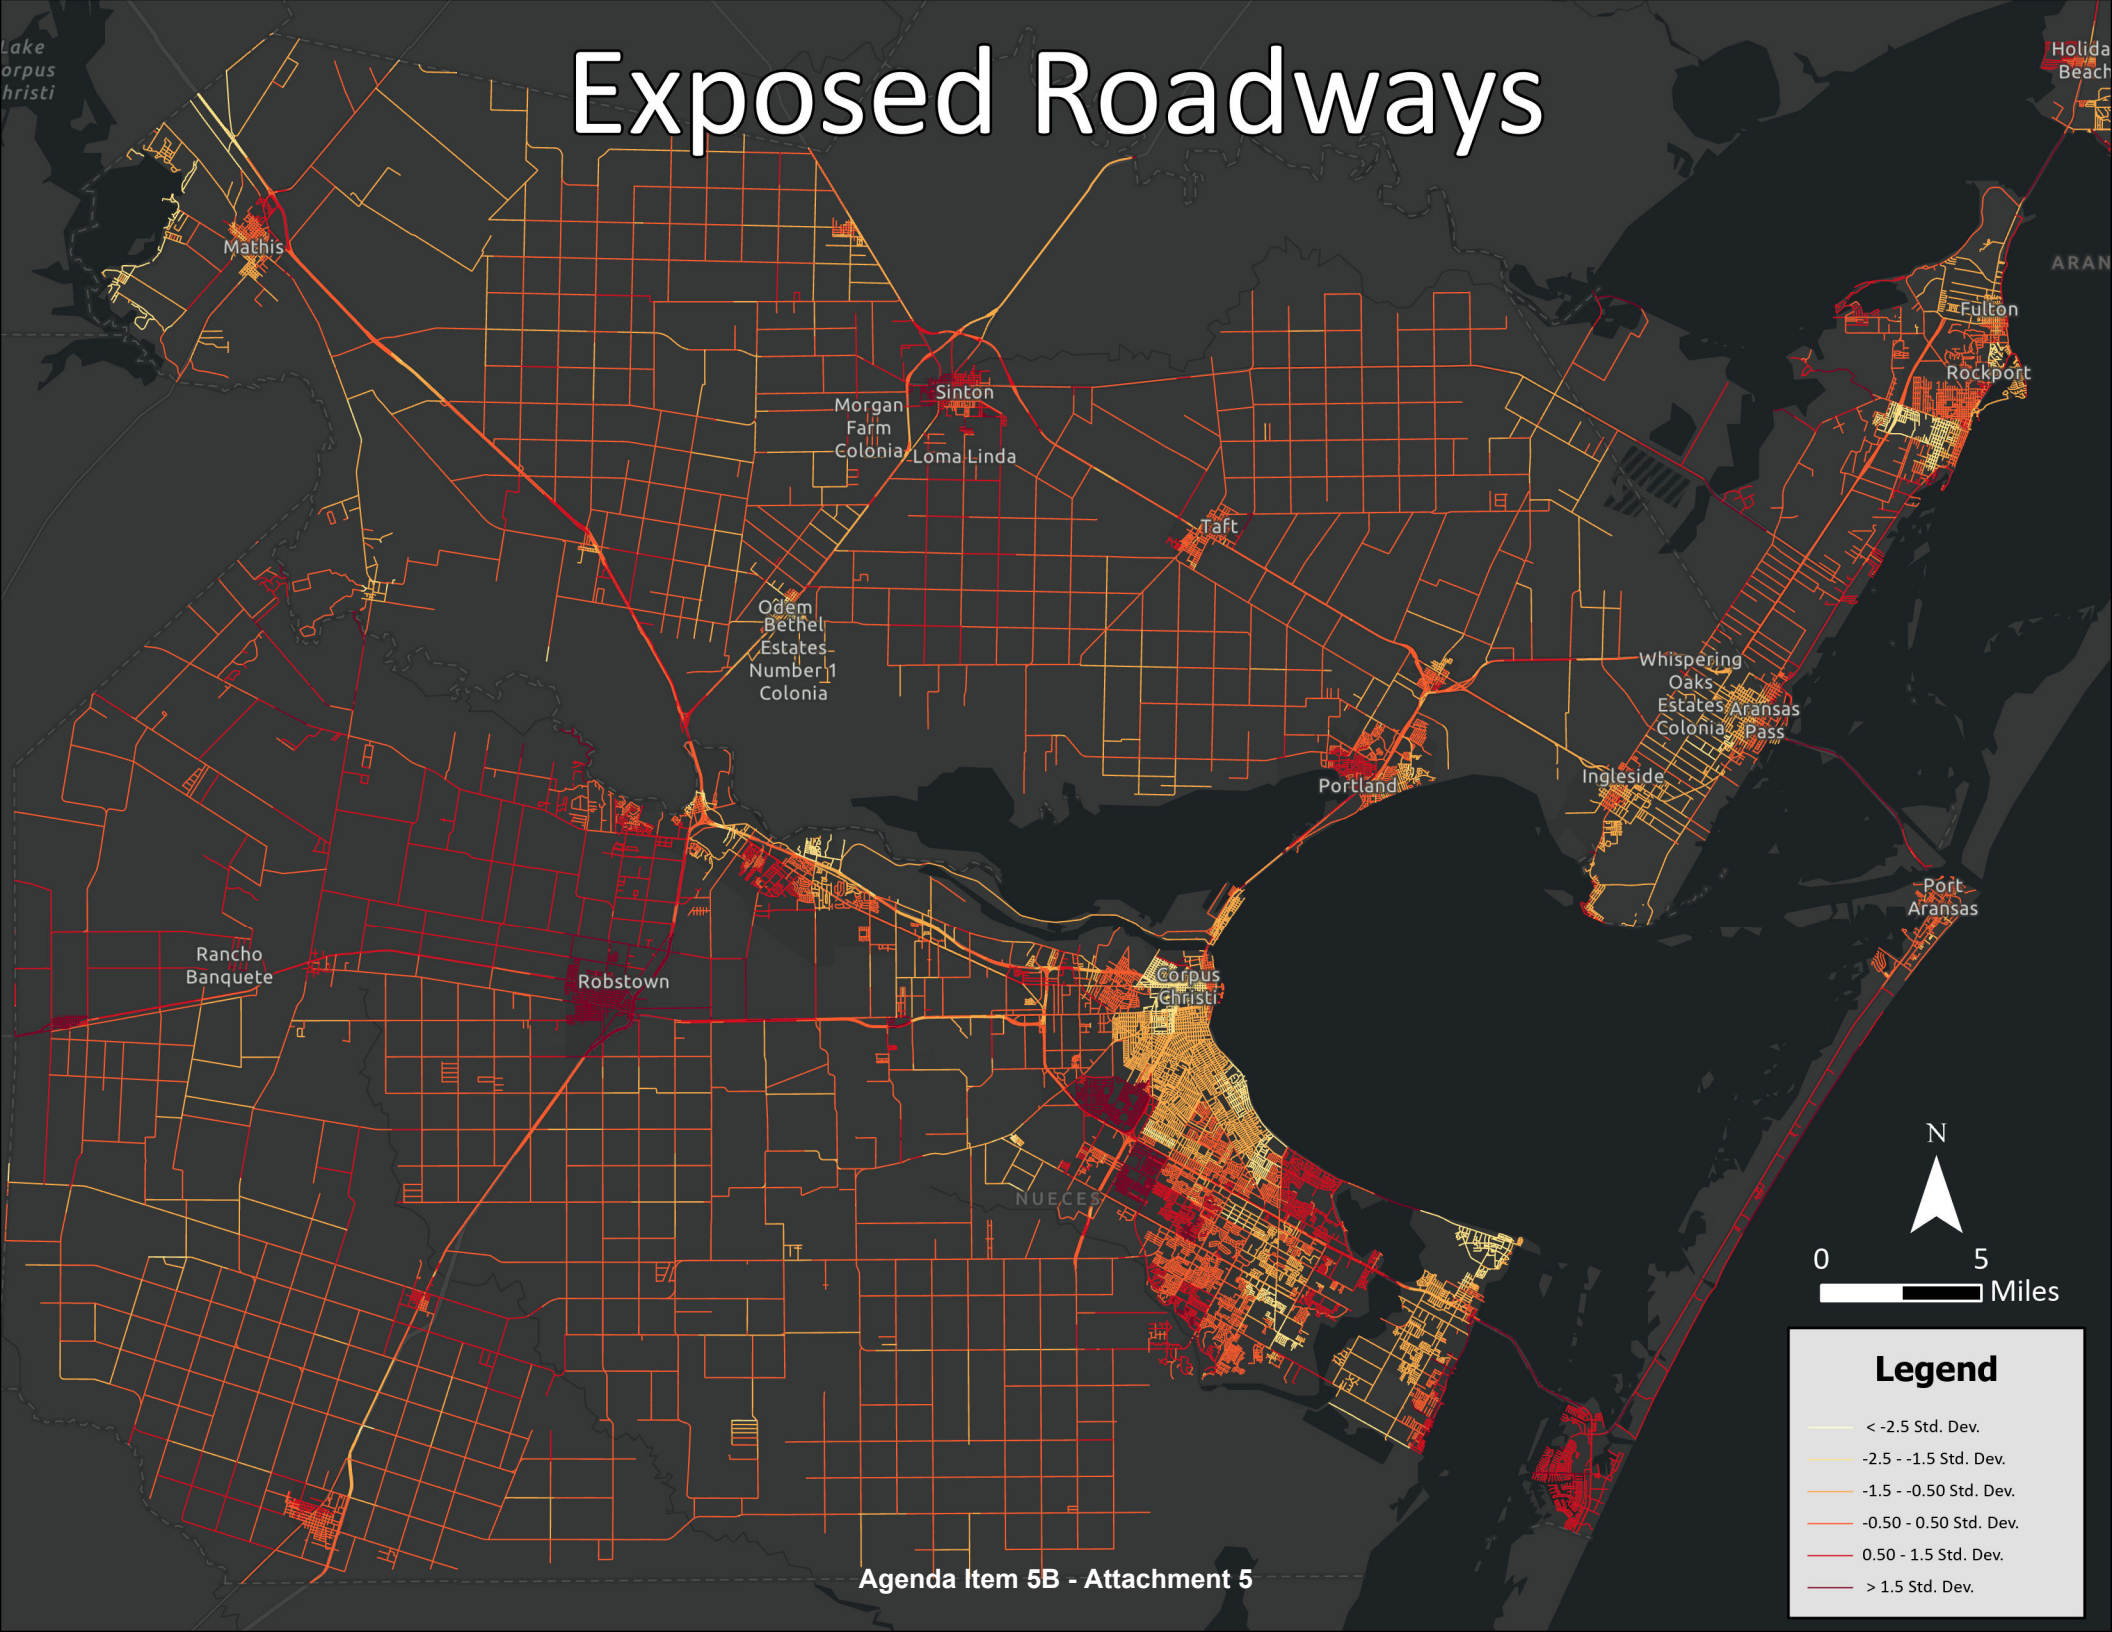 Exposed Roadways
Lake
orpus
hristi
Holida
Beach
Mathis
ARAN
Fulton
Rockport
Sinton
Morgan
Farm
Colonia
Loma Linda
Taft
Odem
Bethel
Estates
Number 1
Colonia
Whispering
Oaks
Estates
Colonia
Aransas
Pass
Ingleside
Portland
Port
Aransas
Rancho
Banquete
Robstown
Corpus
Christi
NUECES
N
0 5
Miles
Legend
< -2.5 Std. Dev.
-2.5 - -1.5 Std. Dev.
-1.5 - -0.50 Std. Dev.
-0.50 - 0.50 Std. Dev.
0.50 - 1.5 Std. Dev.
> 1.5 Std. Dev.
Agenda Item 5B - Attachment 5